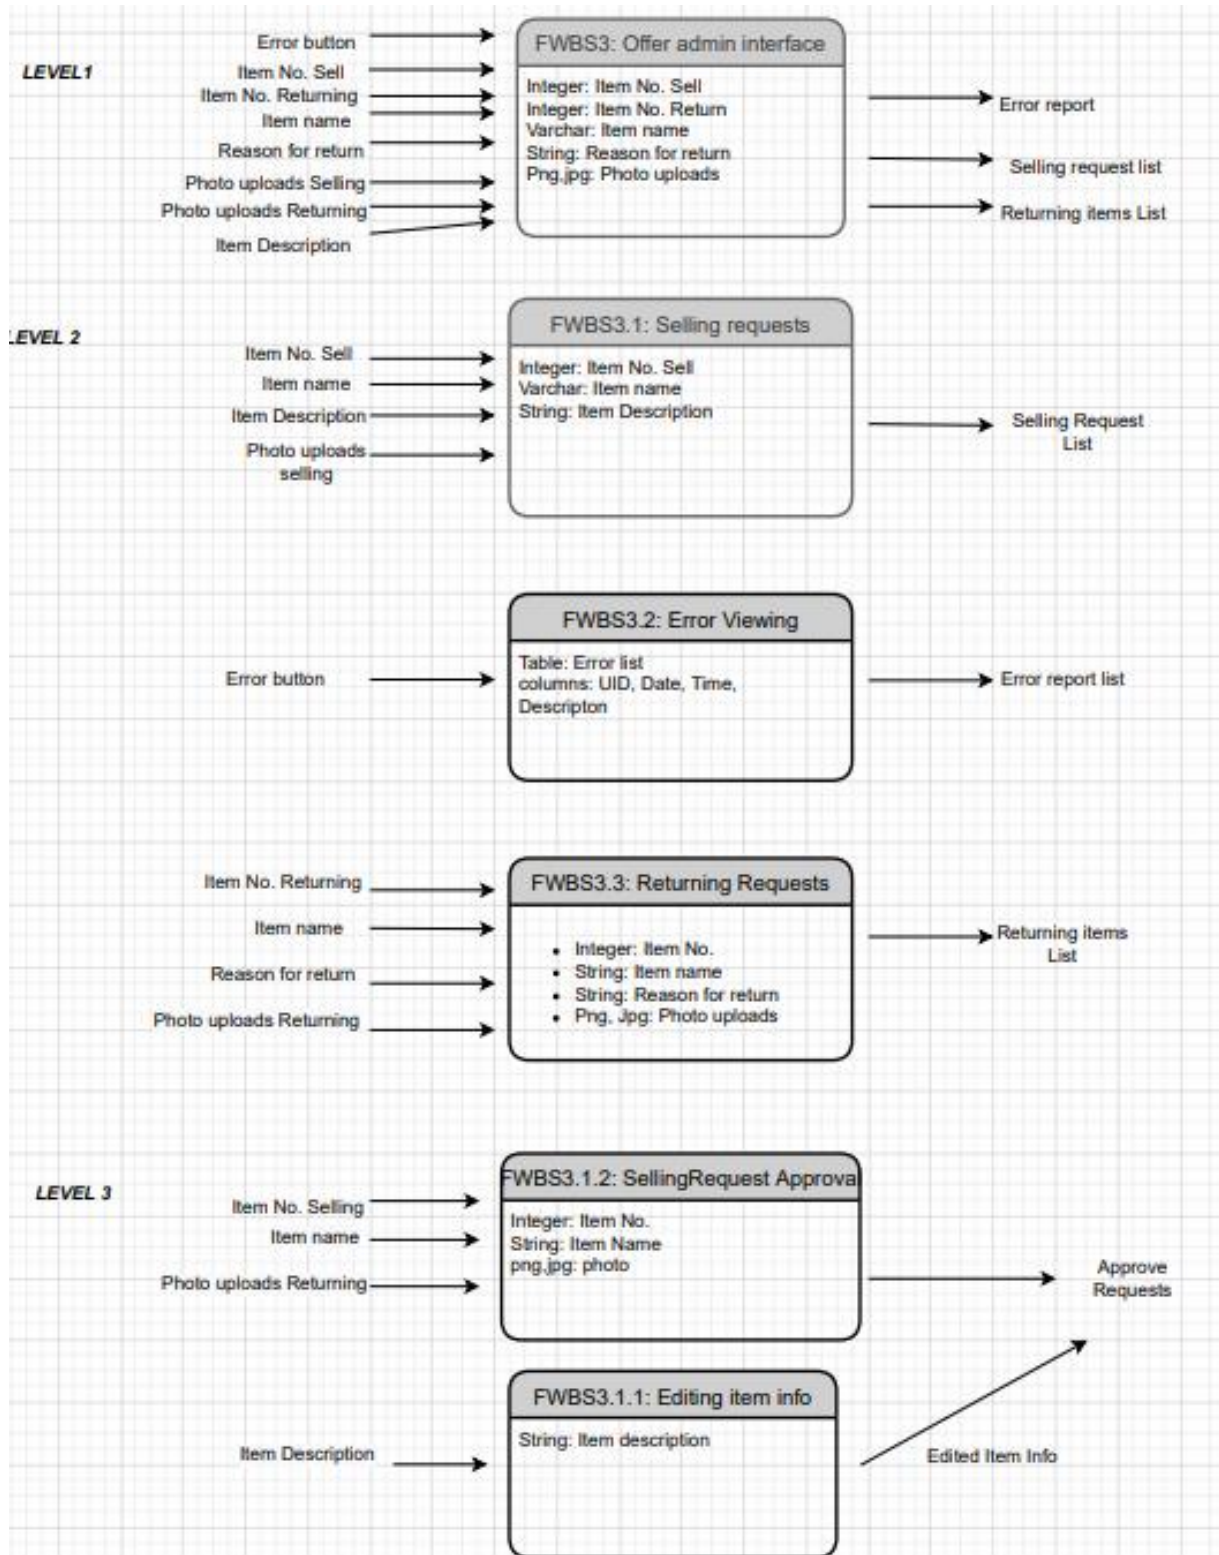 LEVEL1
Error button
Item No. Sell
Item No. Returning
Item name
Reason for return
Photo uploads Selling
Photo uploads Returning
Item Description
FWBS3: Offer admin interface
Integer: Item No. Sell
Integer: Item No. Return
Varchar: Item name
String: Reason for return
Png,jpg: Photo uploads
Error report
Selling request list
Returning items List
LEVEL 2
Item No. Sell
Item name
Item Description
Photo uploads
selling
FWBS3.1: Selling requests
Integer: Item No. Sell
Varchar: Item name
String: Item Description
Selling Request
List
Error button
FWBS3.2: Error Viewing
Table: Error list
columns: UID, Date, Time,
Descripton
Error report list
Item No. Returning
Item name
Reason for return
Photo uploads Returning
FWBS3.3: Returning Requests
• Integer: Item No.
• String: Item name
• String: Reason for return
• Png, Jpg: Photo uploads
Returning items
List
LEVEL 3
Item No. Selling
Item name
Photo uploads Returning
FWBS3.1.2: SellingRequest Approva
Integer: Item No.
String: Item Name
png,jpg: photo
Approve
Requests
Item Description
FWBS3.1.1: Editing item info
String: Item description
Edited Item Info